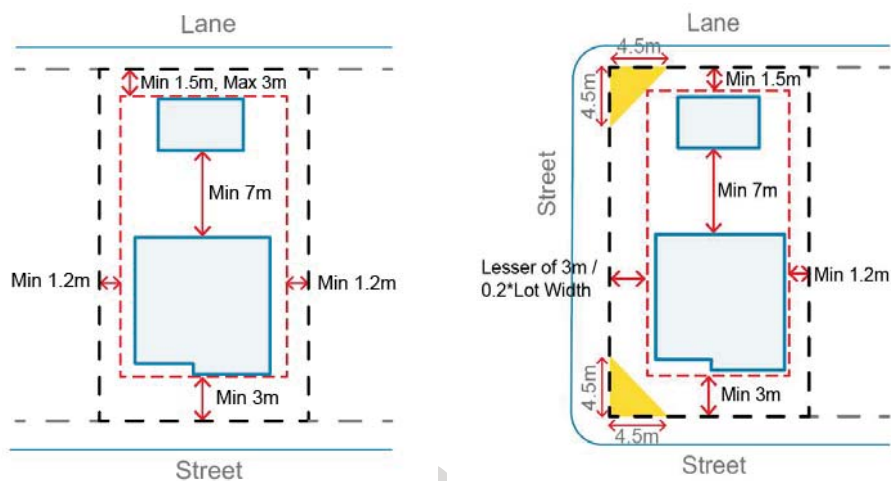 Lane
Min 1.5m, Max 3m
Min 7m
Min 1.2m
Min 1.2m
Min 3m
Street
Lane
4.5m
4.5m
Min 1.5m
Street
Min 7m
Lesser of 3m /
0.2*Lot Width
Min 1.2m
4.5m
Min 3m
4.5m
Street